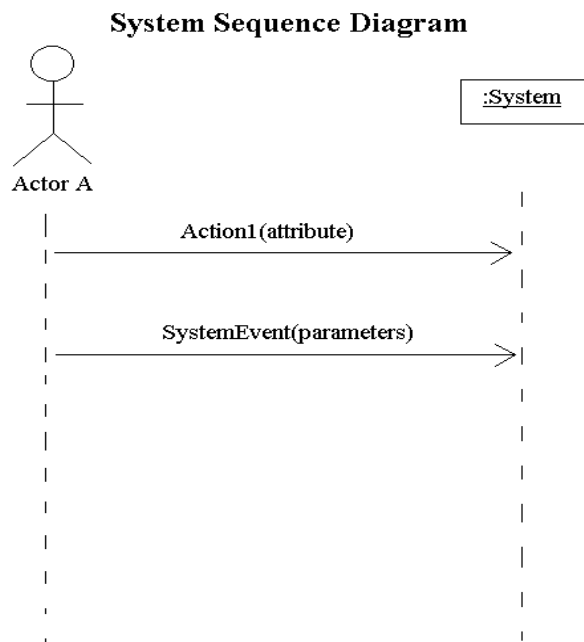 System Sequence Diagram
:System
Actor A
Action1(attribute)
SystemEvent(parameters)